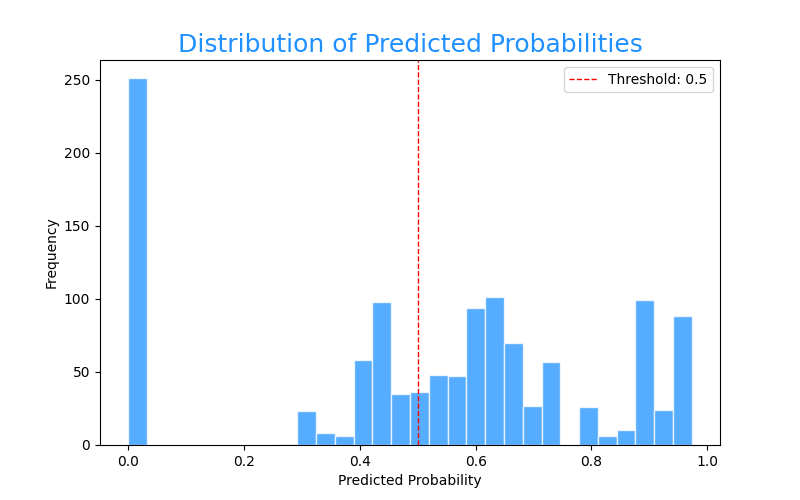 Distribution of Predicted Probabilities
Threshold: 0.5
Frequency
250
200
150
100
50
0
0.0 0.2 0.4 0.6 0.8 1.0
Predicted Probability